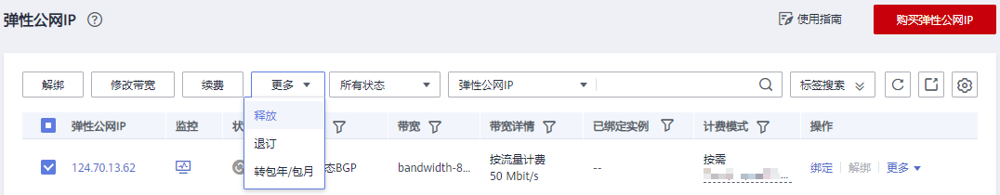 弹性公网IP
使用指南
购买弹性公网IP
解绑
修改带宽
续费
更多
所有状态
弹性公网IP
标签搜索
释放
退订
转包年/包月
弹性公网IP
监控
带宽
带宽详情
已绑定实例
计费模式
操作
124.70.13.62
态BGP
bandwidth-8...
按流量计费
50 Mbit/s
--
按需
绑定
解绑
更多